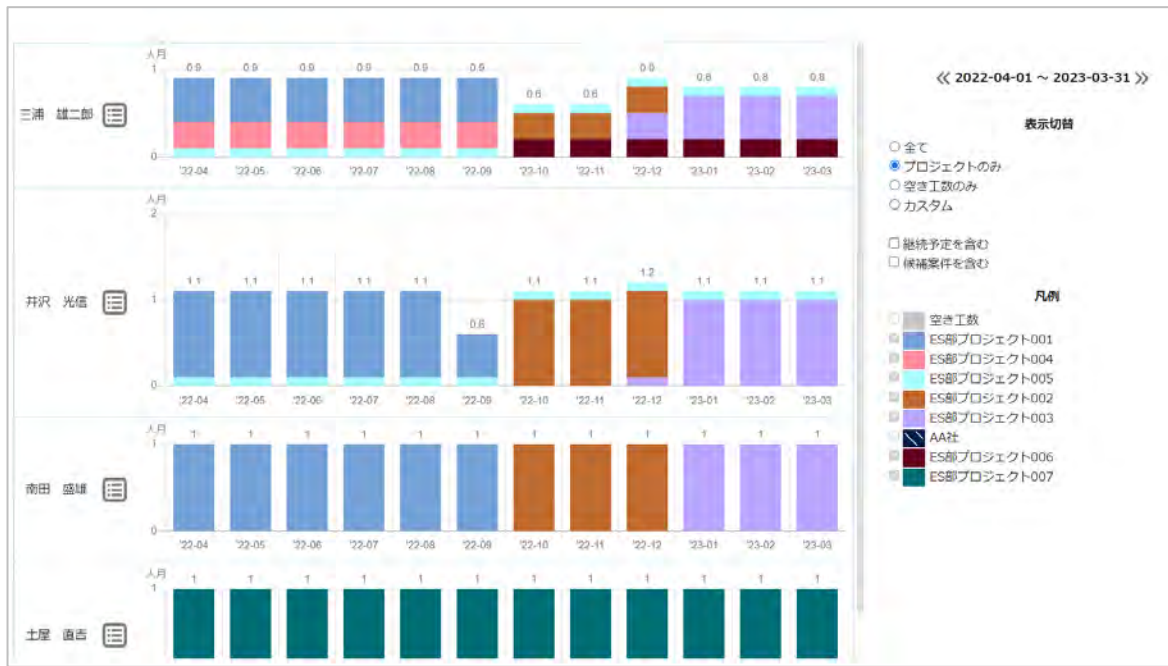 人月
1
0.9 0.9 0.9 0.9 0.9 0.9 0.6 0.6 0.9 0.8 0.8 0.8
三浦 雄二郎
0
'22-04 '22-05 '22-06 '22-07 '22-08 '22-09 '22-10 '22-11 '22-12 '23-01 '23-02 '23-03
人月
2
1.1 1.1 1.1 1.1 1.1 0.6 1.1 1.1 1.2 1.1 1.1 1.1
井沢 光信
1
0
'22-04 '22-05 '22-06 '22-07 '22-08 '22-09 '22-10 '22-11 '22-12 '23-01 '23-02 '23-03
人月
1
1 1 1 1 1 1 1 1 1 1 1 1
南田 盛雄
0
'22-04 '22-05 '22-06 '22-07 '22-08 '22-09 '22-10 '22-11 '22-12 '23-01 '23-02 '23-03
人月
1
1 1 1 1 1 1 1 1 1 1 1 1
土屋 直吉
≪ 2022-04-01 ~ 2023-03-31 ≫
表示切替
全て
プロジェクトのみ
空き工数のみ
カスタム
継続予定を含む
候補案件を含む
凡例
空き工数
ES部プロジェクト001
ES部プロジェクト004
ES部プロジェクト005
ES部プロジェクト002
ES部プロジェクト003
AA社
ES部プロジェクト006
ES部プロジェクト007